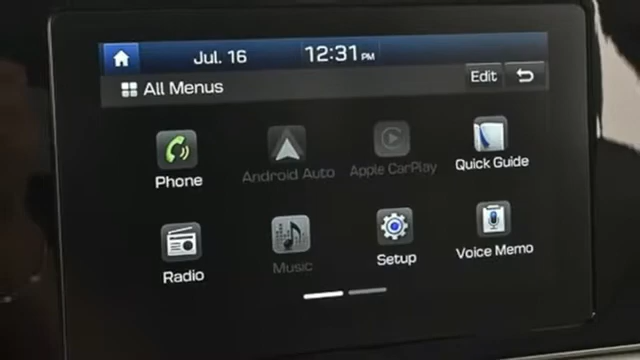 Jul. 16 12:31 PM
All Menus Edit
Phone Android Auto Apple CarPlay Quick Guide
Radio Music Setup Voice Memo